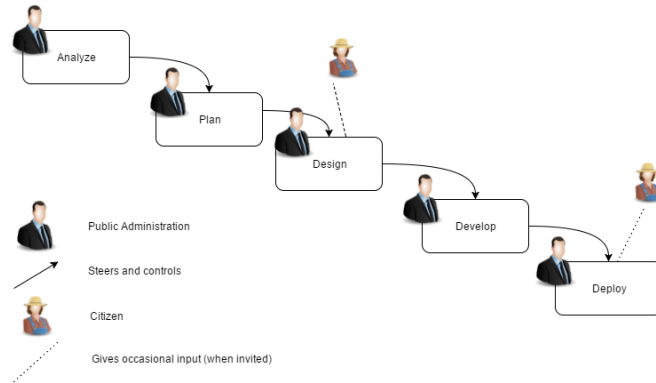 Analyze
Plan
Design
Develop
Deploy
Public Administration
Steers and controls
Citizen
Gives occasional input (when invited)